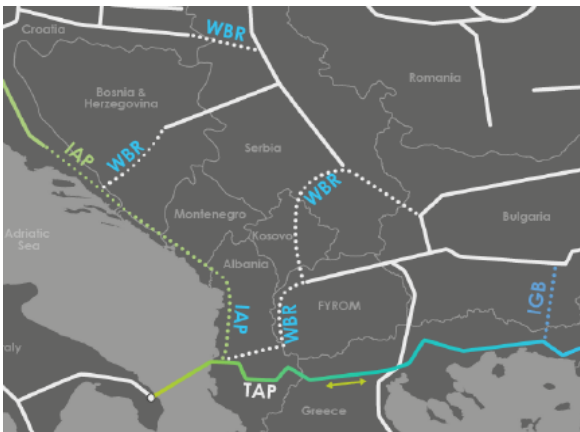 Croatia
WBR
Romania
Bosnia &
Herzegovina
IAP
WBR
Serbia
WBR
Montenegro
Kosovo
Bulgaria
Adriatic
Sea
Albania
IAP
WBR
FYROM
IGB
TAP
Greece